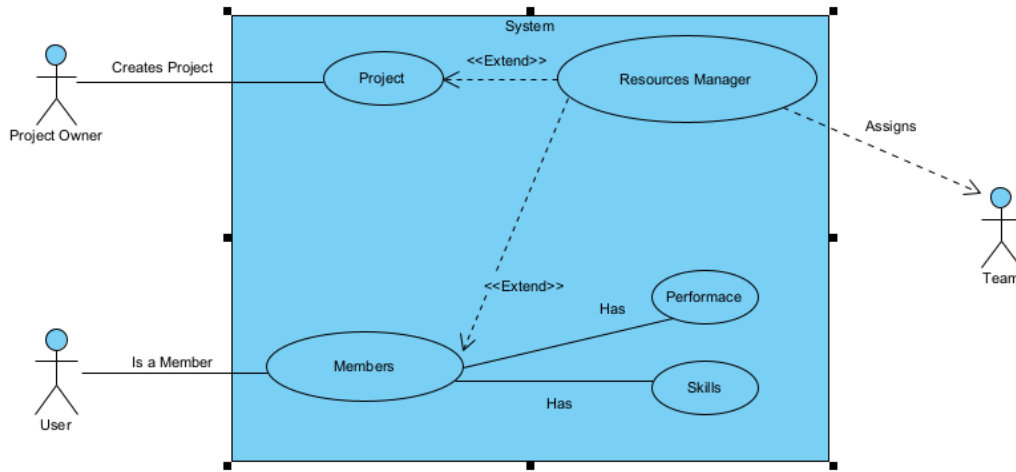 System
Creates Project
Project
<<Extend>>
Resources Manager
Project Owner
Assigns
Team
<<Extend>>
Performace
Has
Is a Member
Members
Skills
Has
User